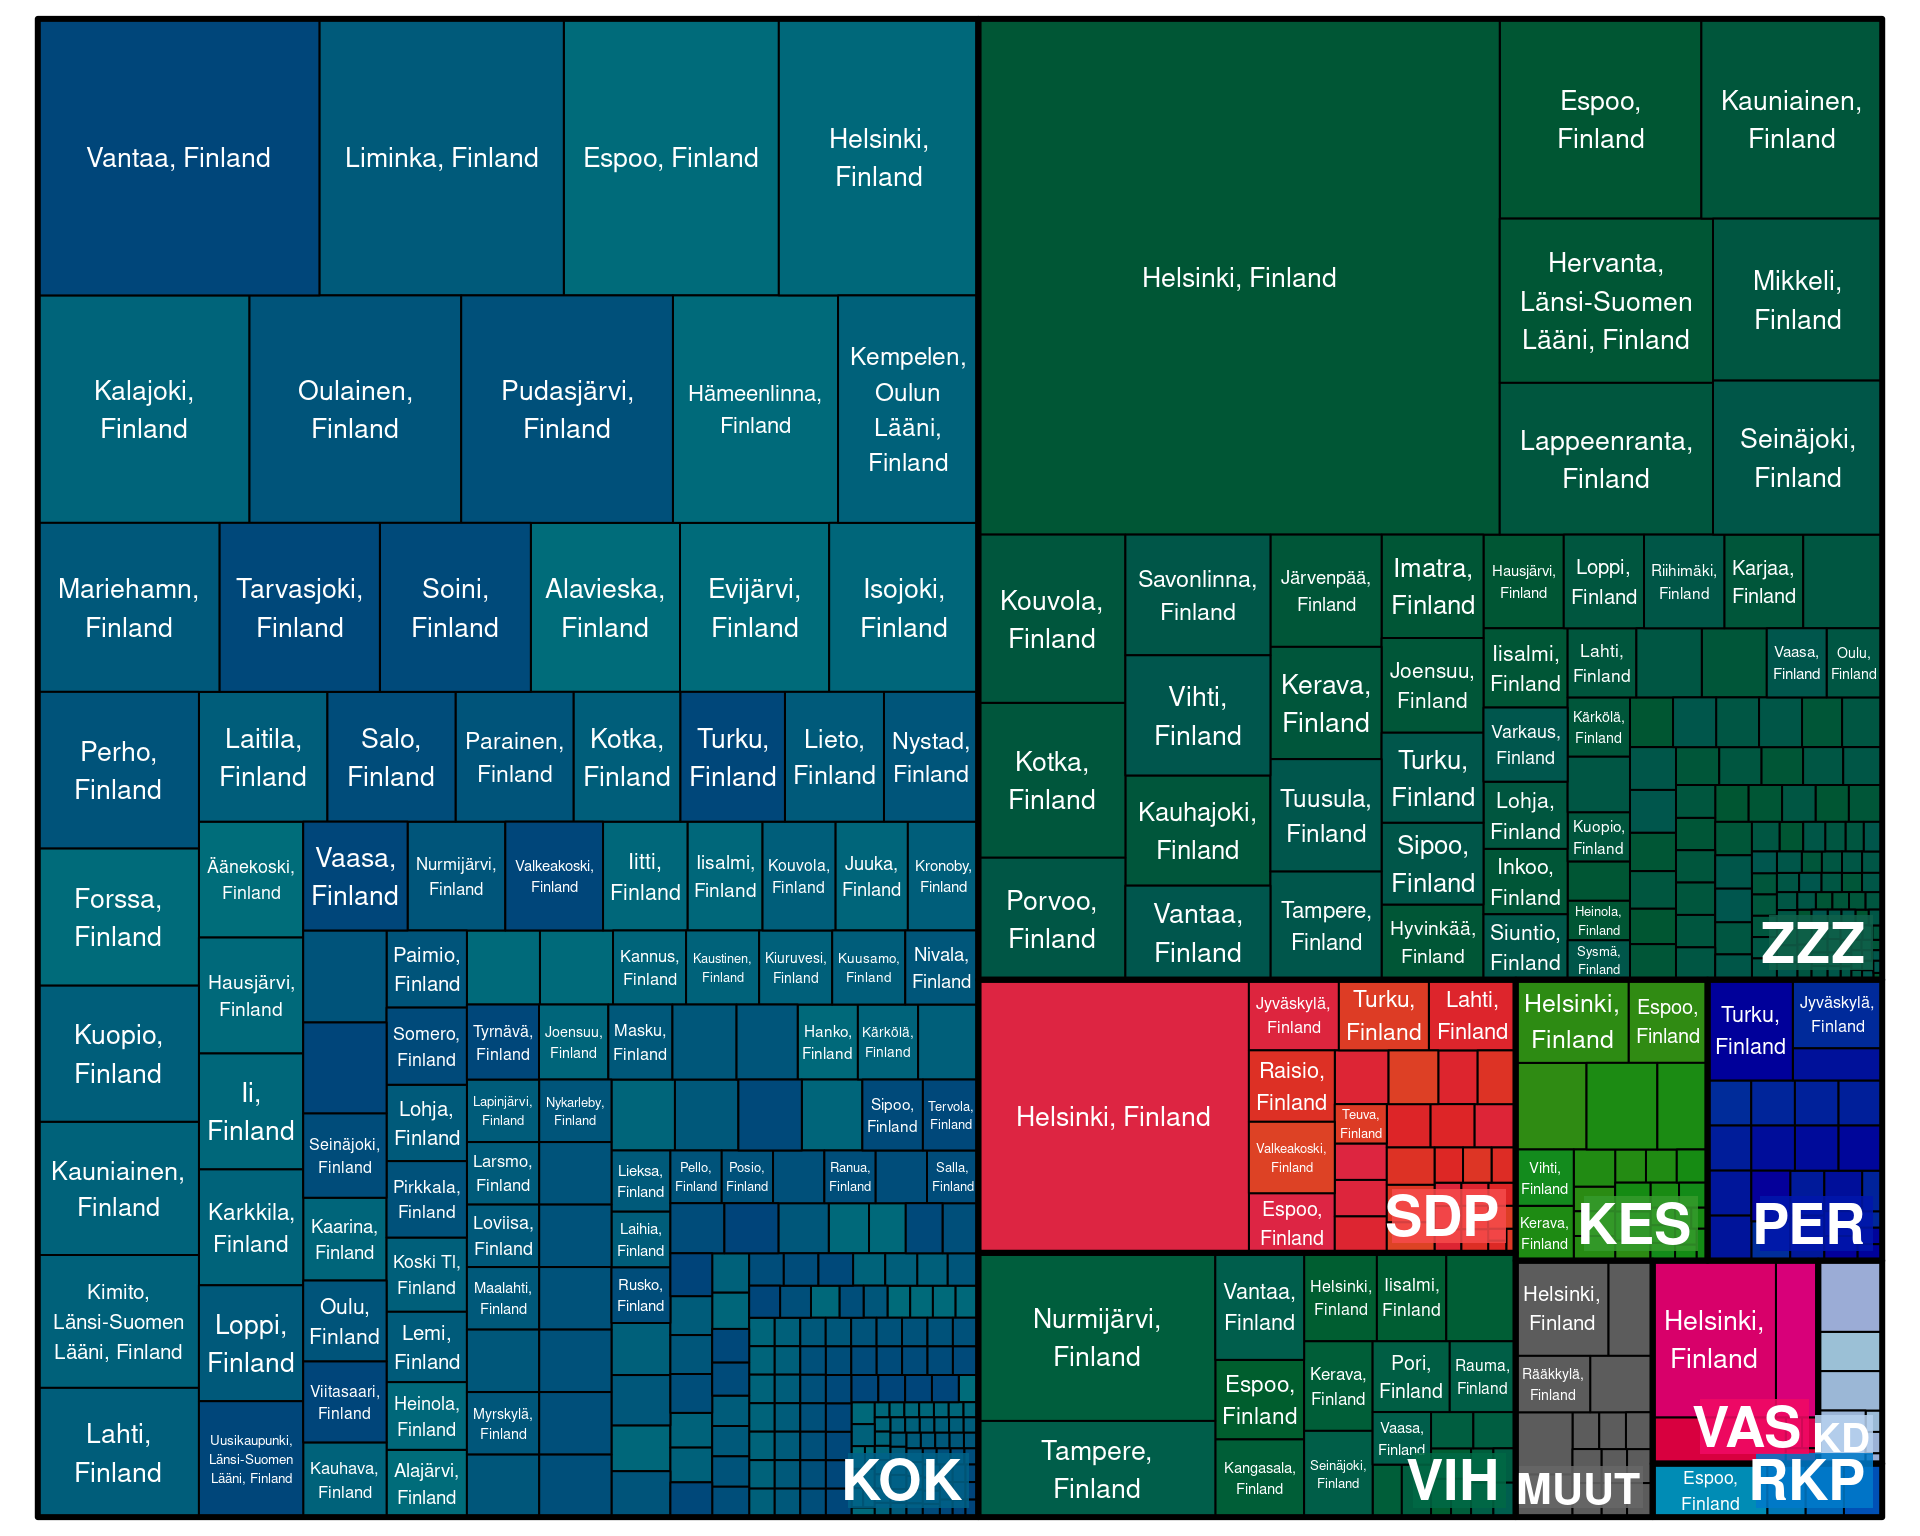 Vantaa, Finland
Liminka, Finland
Espoo, Finland
Helsinki,
Finland
Kalajoki,
Finland
Oulainen,
Finland
Pudasjärvi,
Finland
Hämeenlinna,
Finland
Kempelen,
Oulun
Lääni,
Finland
Mariehamn,
Finland
Tarvasjoki,
Finland
Soini,
Finland
Alavieska,
Finland
Evijärvi,
Finland
Isojoki,
Finland
Perho,
Finland
Forssa,
Finland
Kuopio,
Finland
Kauniainen,
Finland
Kimito,
Länsi-Suomen
Lääni, Finland
Lahti,
Finland
Laitila,
Finland
Salo,
Finland
Parainen,
Finland
Kotka,
Finland
Turku,
Finland
Lieto,
Finland
Nystad,
Finland
Äänekoski,
Finland
Hausjärvi,
Finland
Ii,
Finland
Karkkila,
Finland
Loppi,
Finland
Uusikaupunki,
Länsi-Suomen
Lääni, Finland
Vaasa,
Finland
Nurmijärvi,
Finland
Valkeakoski,
Finland
Iitti,
Finland
Iisalmi,
Finland
Kouvola,
Finland
Juuka,
Finland
Kronoby,
Finland
Seinäjoki,
Finland
Kaarina,
Finland
Oulu,
Finland
Viitasaari,
Finland
Kauhava,
Finland
Paimio,
Finland
Somero,
Finland
Lohja,
Finland
Pirkkala,
Finland
Koski Tl,
Finland
Lemi,
Finland
Heinola,
Finland
Alajärvi,
Finland
Kannus,
Finland
Kaustinen,
Finland
Kiuruvesi,
Finland
Kuusamo,
Finland
Nivala,
Finland
Tyrnävä,
Finland
Joensuu,
Finland
Masku,
Finland
Hanko,
Finland
Kärkölä,
Finland
Lapinjärvi,
Finland
Nykarleby,
Finland
Sipoo,
Finland
Tervola,
Finland
Larsmo,
Finland
Loviisa,
Finland
Maalahti,
Finland
Myrskylä,
Finland
Lieksa,
Finland
Laihia,
Finland
Rusko,
Finland
Pello,
Finland
Posio,
Finland
Ranua,
Finland
Salla,
Finland
KOK
Helsinki, Finland
Espoo,
Finland
Kauniainen,
Finland
Hervanta,
Länsi-Suomen
Lääni, Finland
Mikkeli,
Finland
Lappeenranta,
Finland
Seinäjoki,
Finland
Kouvola,
Finland
Kotka,
Finland
Porvoo,
Finland
Savonlinna,
Finland
Vihti,
Finland
Kauhajoki,
Finland
Vantaa,
Finland
Järvenpää,
Finland
Kerava,
Finland
Tuusula,
Finland
Tampere,
Finland
Imatra,
Finland
Joensuu,
Finland
Turku,
Finland
Sipoo,
Finland
Hyvinkää,
Finland
Hausjärvi,
Finland
Loppi,
Finland
Riihimäki,
Finland
Karjaa,
Finland
Iisalmi,
Finland
Varkaus,
Finland
Lohja,
Finland
Inkoo,
Finland
Siuntio,
Finland
Lahti,
Finland
Vaasa,
Finland
Oulu,
Finland
Kärkölä,
Finland
Kuopio,
Finland
Heinola,
Finland
Sysmä,
Finland
ZZZ
Helsinki, Finland
Jyväskylä,
Finland
Turku,
Finland
Lahti,
Finland
Raisio,
Finland
Valkeakoski,
Finland
Espoo,
Finland
Teuva,
Finland
SDP
Helsinki,
Finland
Espoo,
Finland
Vihti,
Finland
Kerava,
Finland
KES
Turku,
Finland
Jyväskylä,
Finland
PER
Nurmijärvi,
Finland
Tampere,
Finland
Vantaa,
Finland
Espoo,
Finland
Kangasala,
Finland
Helsinki,
Finland
Iisalmi,
Finland
Kerava,
Finland
Seinäjoki,
Finland
Pori,
Finland
Rauma,
Finland
Vaasa,
Finland
VIH
Helsinki,
Finland
Rääkkylä,
Finland
MUUT
Helsinki,
Finland
VAS
KD
Espoo,
Finland
RKP